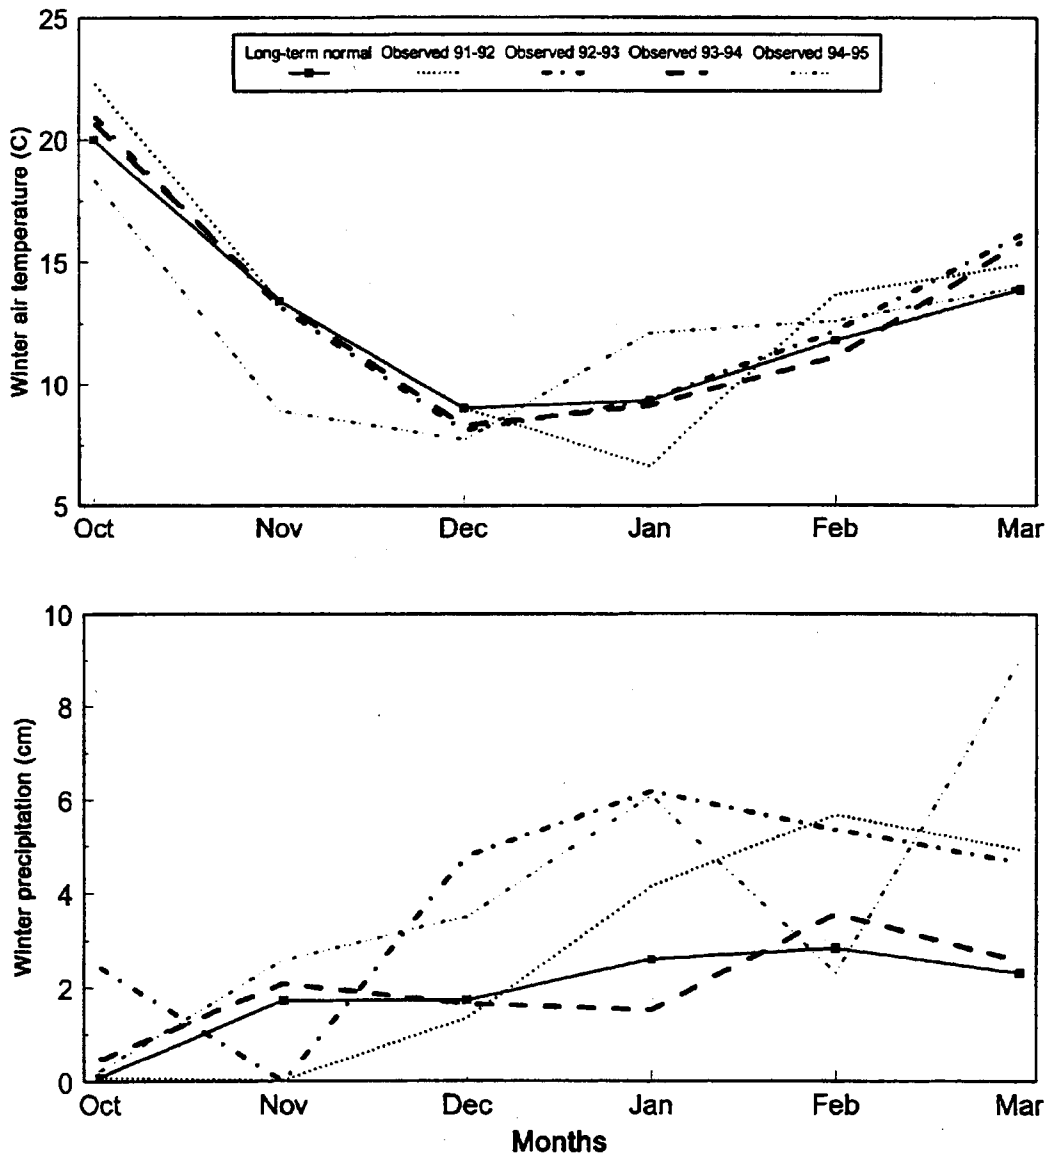 25
20
15
10
5
Winter air temperature (C)
Long-term normal Observed 91-92 Observed 92-93 Observed 93-94 Observed 94-95
Oct Nov Dec Jan Feb Mar
10
8
6
4
2
0
Winter precipitation (cm)
Oct Nov Dec Jan Feb Mar
Months